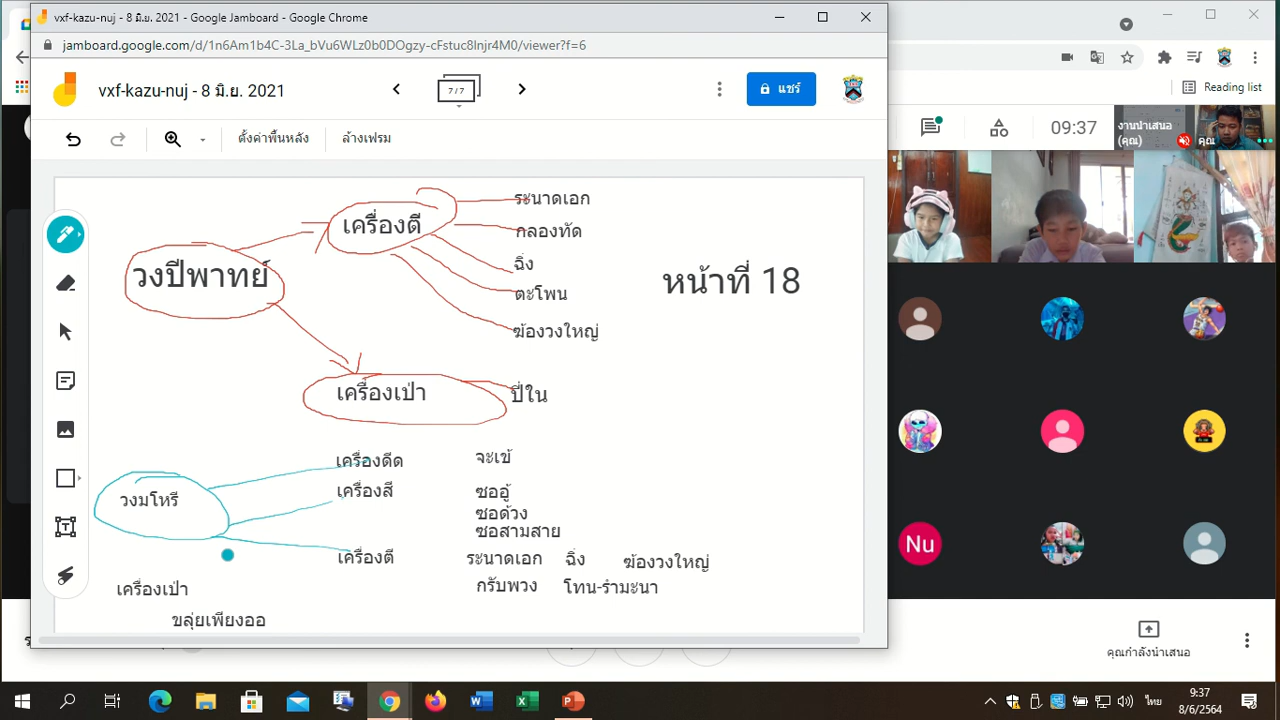 vxf-kazu-nuj - 8 มิ.ย. 2021 - Google Jamboard - Google Chrome
jamboard.google.com/d/1n6Am1b4C-3La_bVu6WLz0b0DOgzy-cFstuc8lnjr4M0/viewer?f=6
Reading list
vxf-kazu-nuj - 8 มิ.ย. 2021
7/7
แชร์
ตั้งค่าพื้นหลัง
ล้างเฟรม
09:37
งานนำเสนอ
(คุณ)
คุณ
วงปี่พาทย์
เครื่องตี
ระนาดเอก
กลองทัด
ฉิ่ง
ตะโพน
ฆ้องวงใหญ่
หน้าที่ 18
เครื่องเป่า
ปี่ใน
วงมโหรี
เครื่องดีด
จะเข้
เครื่องสี
ซออู้
ซอด้วง
ซอสามสาย
เครื่องตี
ระนาดเอก ฉิ่ง ฆ้องวงใหญ่
กรับพวง โทน-รำมะนา
เครื่องเป่า
ขลุ่ยเพียงออ
Nu
คุณกำลังนำเสนอ
ไทย
9:37
8/6/2564